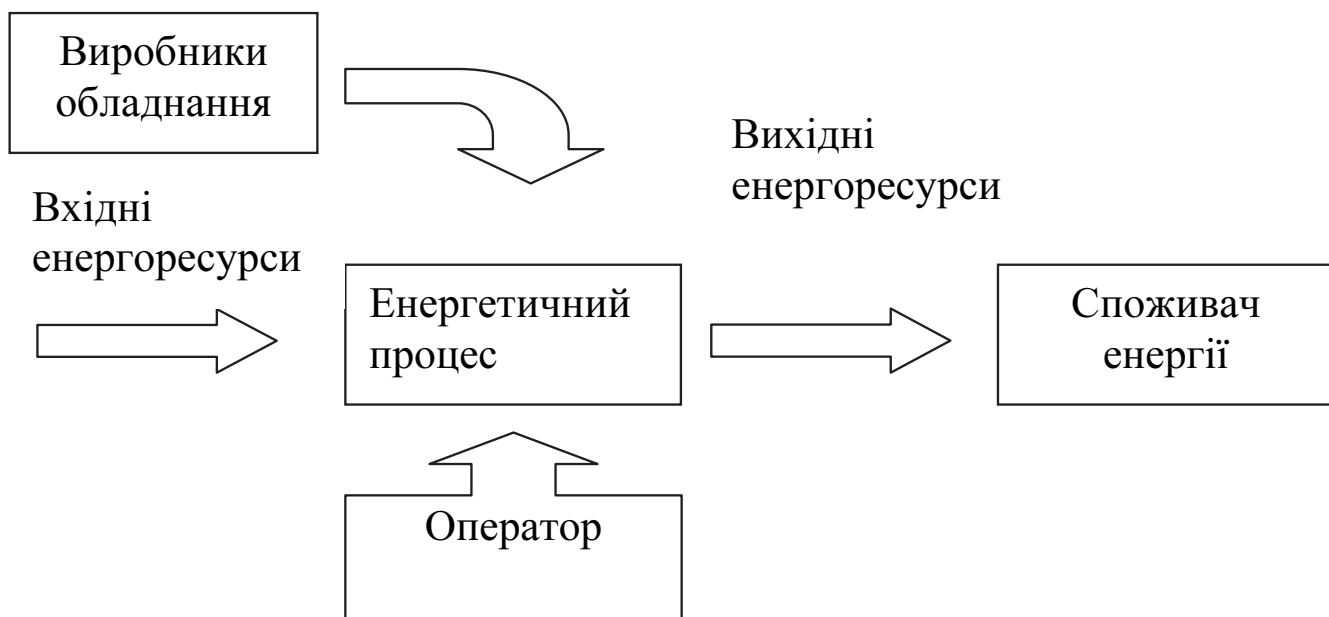 Виробники
обладнання
Вихідні
енергоресурси
Вхідні
енергоресурси
Енергетичний
процес
Споживач
енергії
Оператор